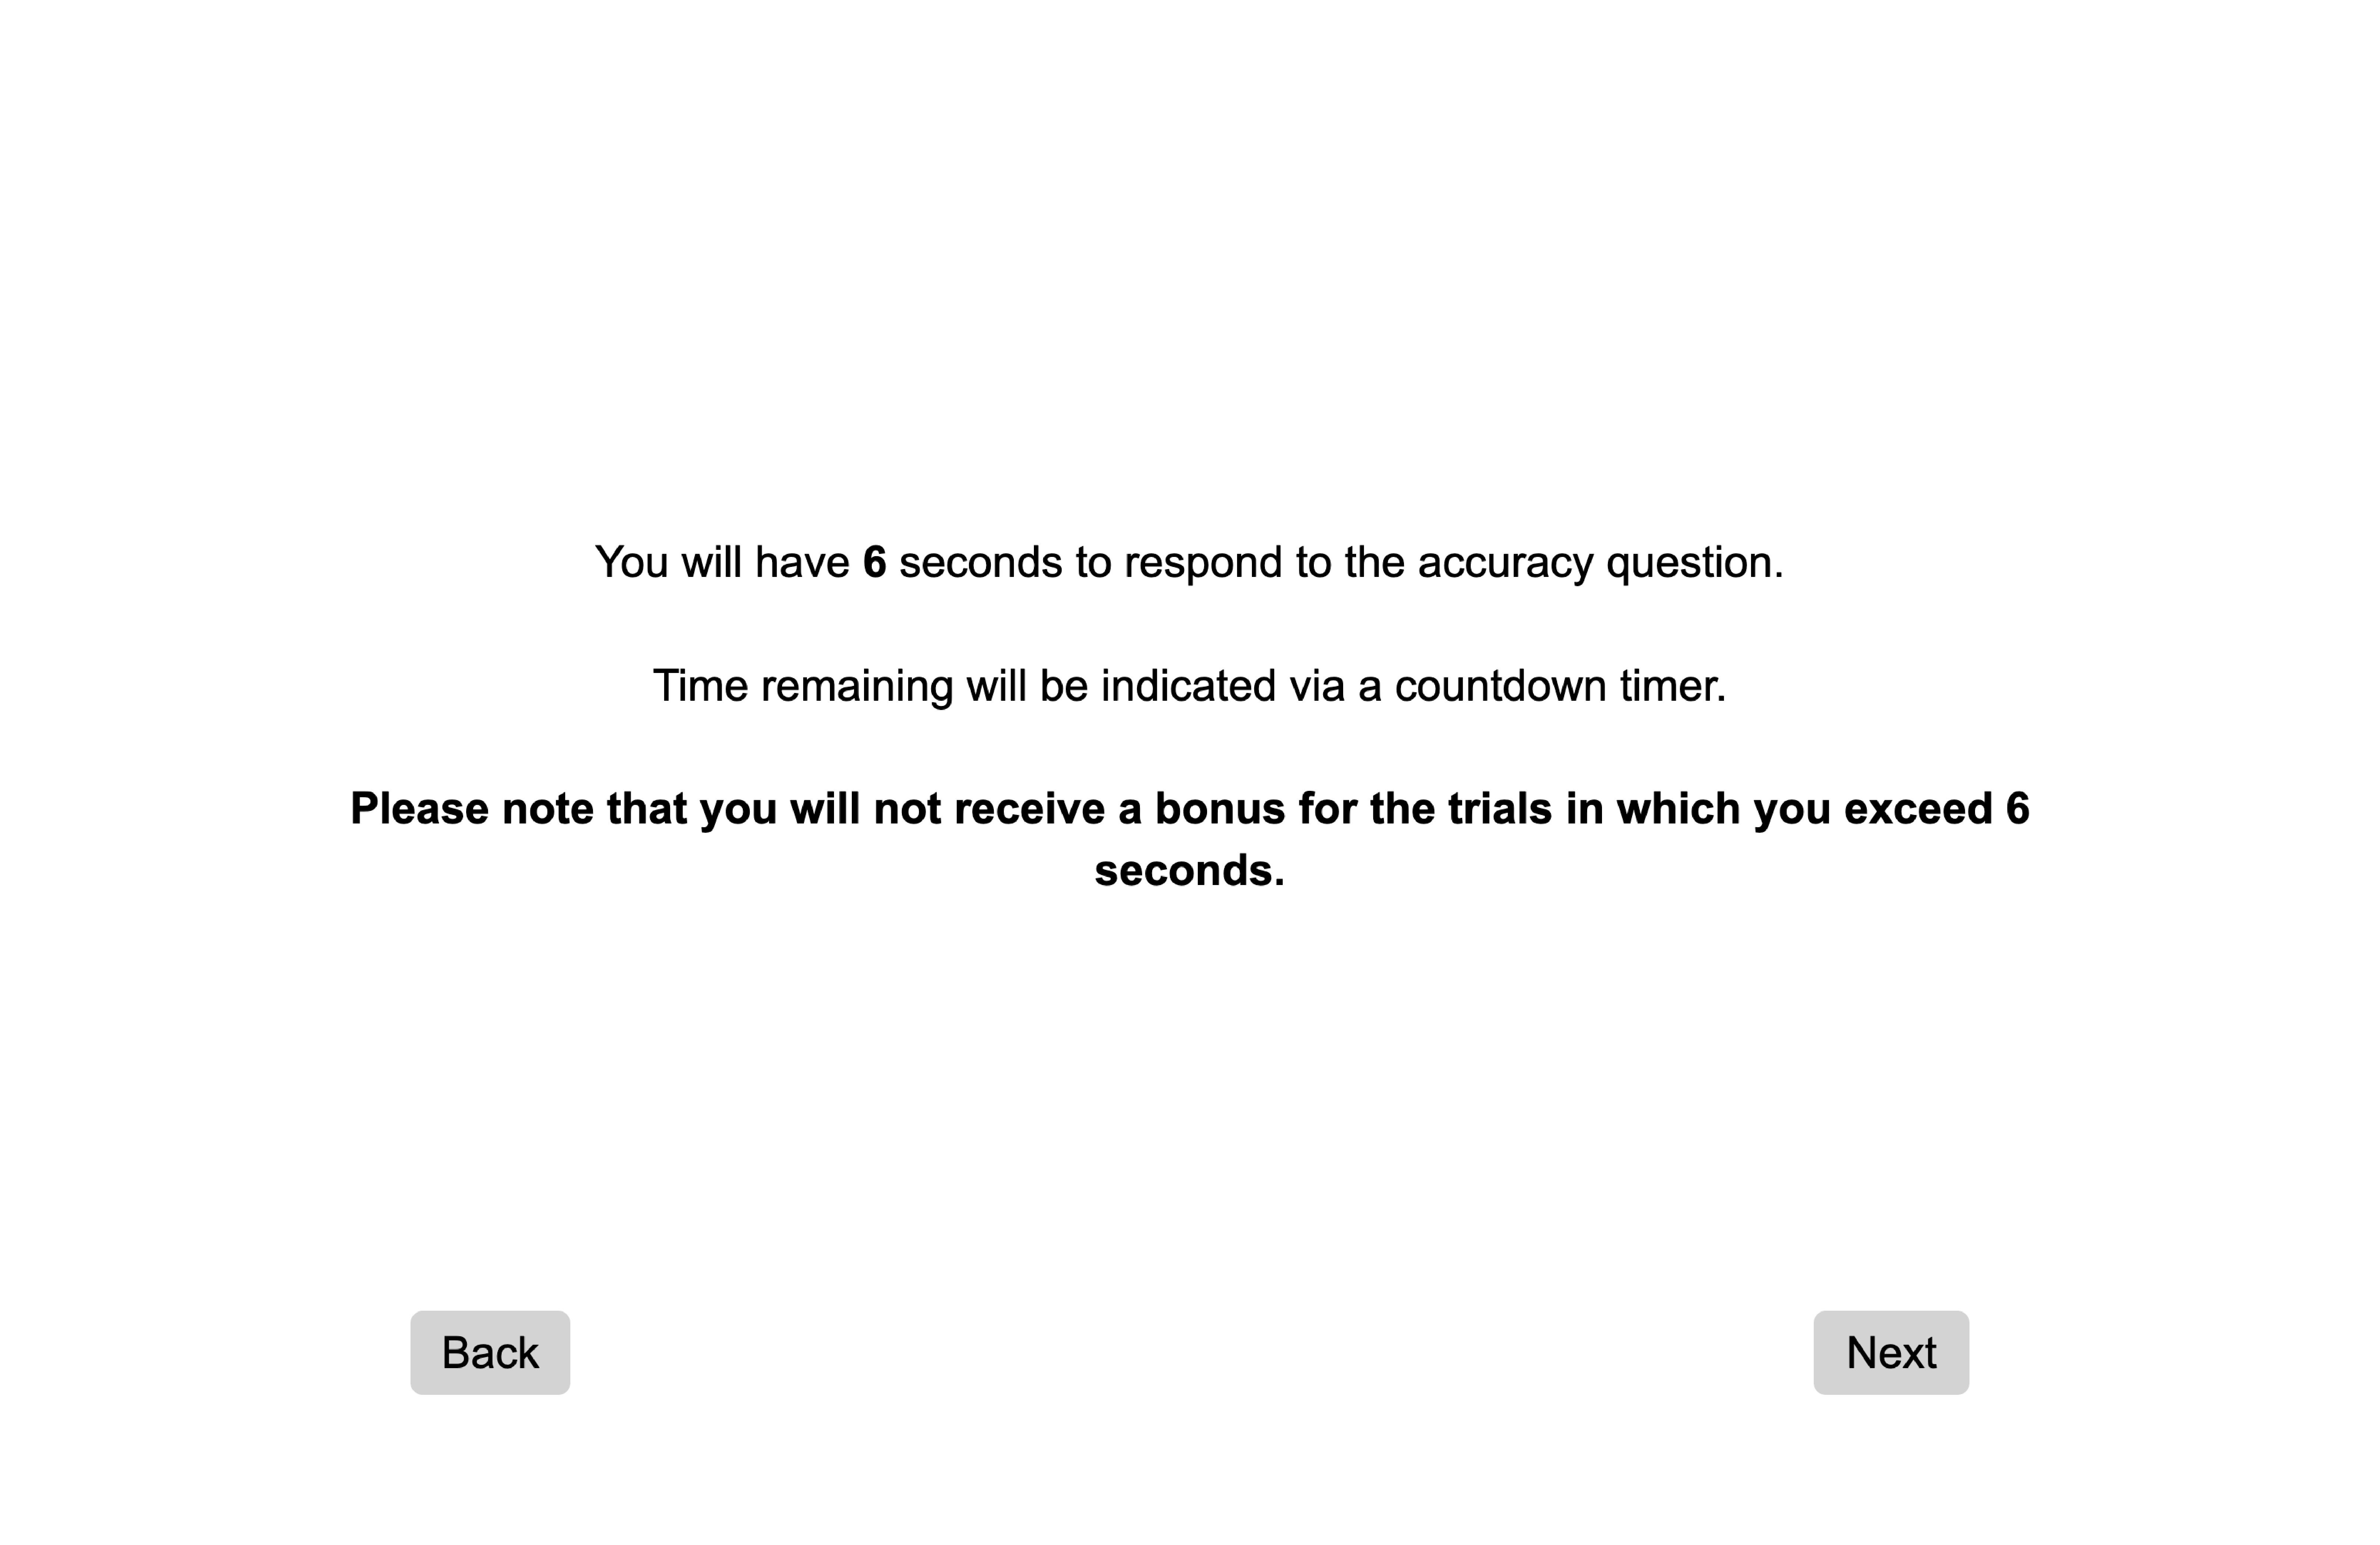 You will have 6 seconds to respond to the accuracy question.
Time remaining will be indicated via a countdown timer.
Please note that you will not receive a bonus for the trials in which you exceed 6
seconds.
Back
Next